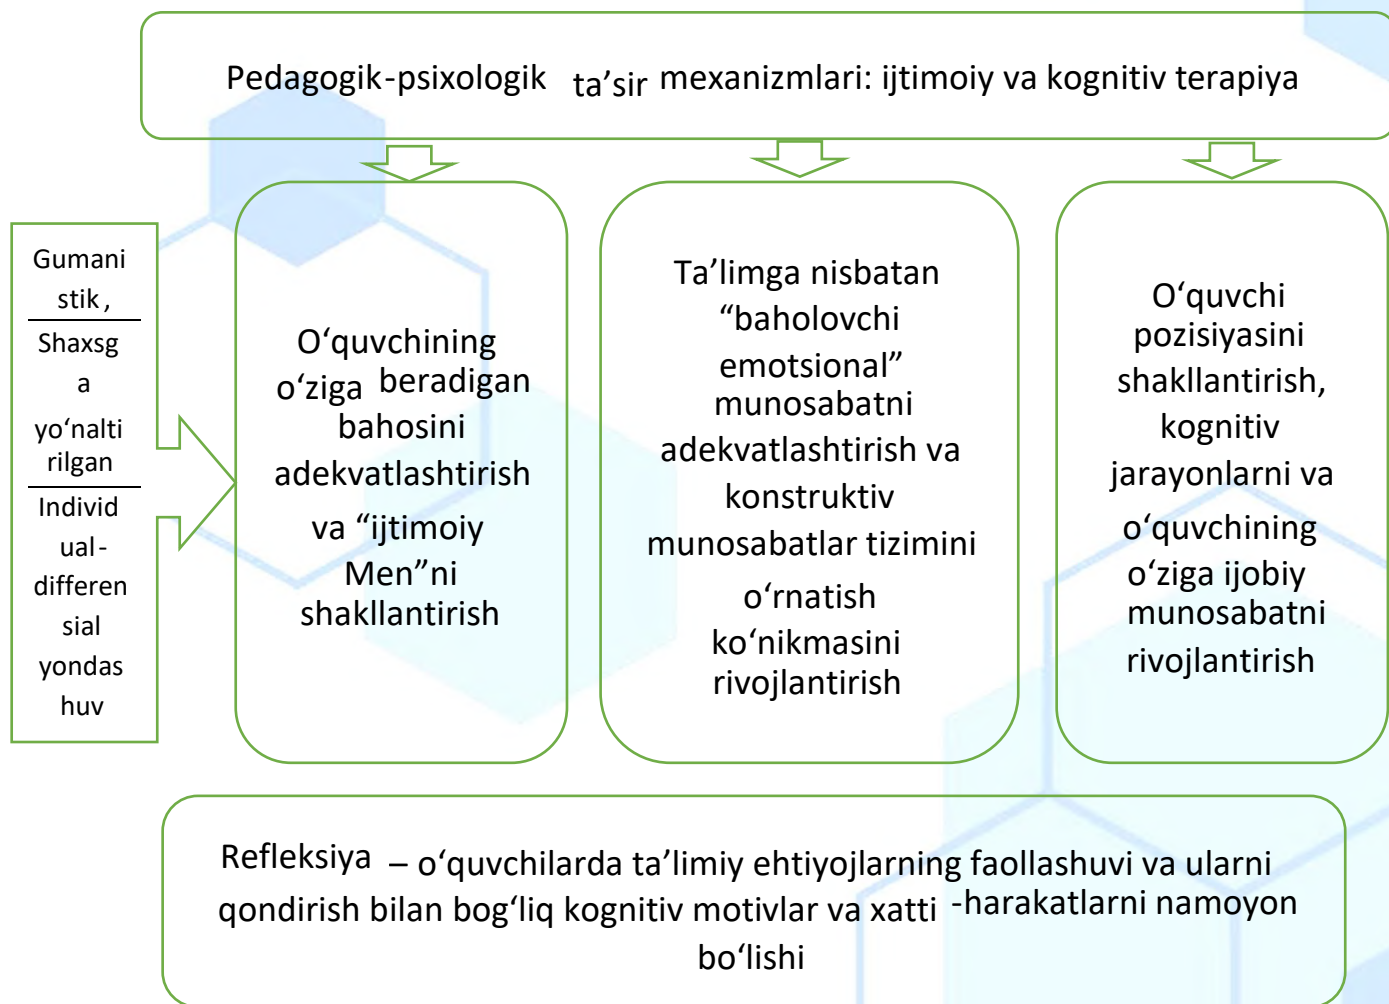 Pedagogik-psixologik ta’sir mexanizmlari: ijtimoiy va kognitiv terapiya
Gumani
stik,
Shaxsg
a
yo‘nalti
rilgan
Individ
ual-
differen
sial
yondas
huv
O‘quvchining
o‘ziga beradigan
bahosini
adekvatlashtirish
va “ijtimoiy
Men”ni
shakllantirish
Ta’limga nisbatan
“baholovchi
emotsional”
munosabatni
adekvatlashtirish va
konstruktiv
munosabatlar tizimini
o‘rnatish
ko‘nikmasini
rivojlantirish
O‘quvchi
pozisiyasini
shakllantirish,
kognitiv
jarayonlarni va
o‘quvchining
o‘ziga ijobiy
munosabatni
rivojlantirish
Refleksiya – o‘quvchilarda ta’limiy ehtiyojlarning faollashuvi va ularni
qondirish bilan bog‘liq kognitiv motivlar va xatti -harakatlarni namoyon
bo‘lishi